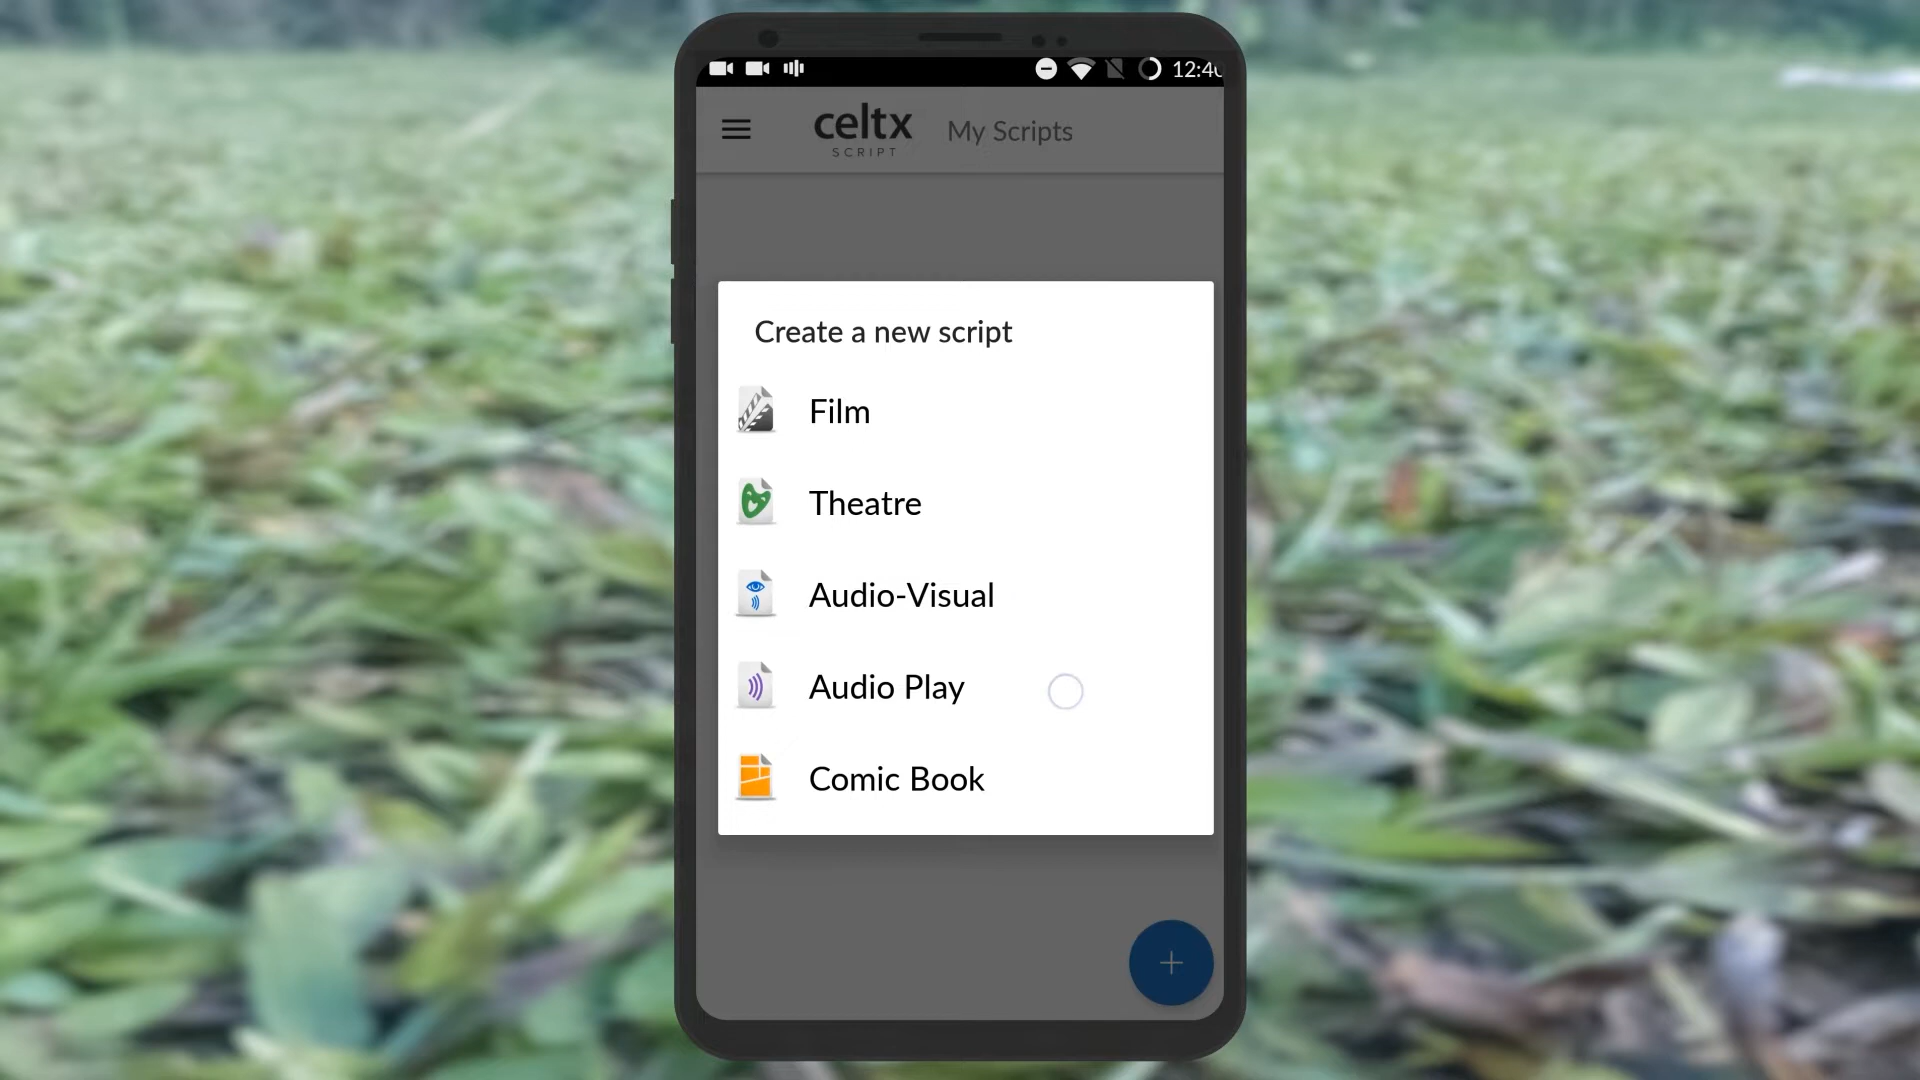 12:40
celtx
SCRIPT
My Scripts
Create a new script
Film
Theatre
Audio-Visual
Audio Play
Comic Book